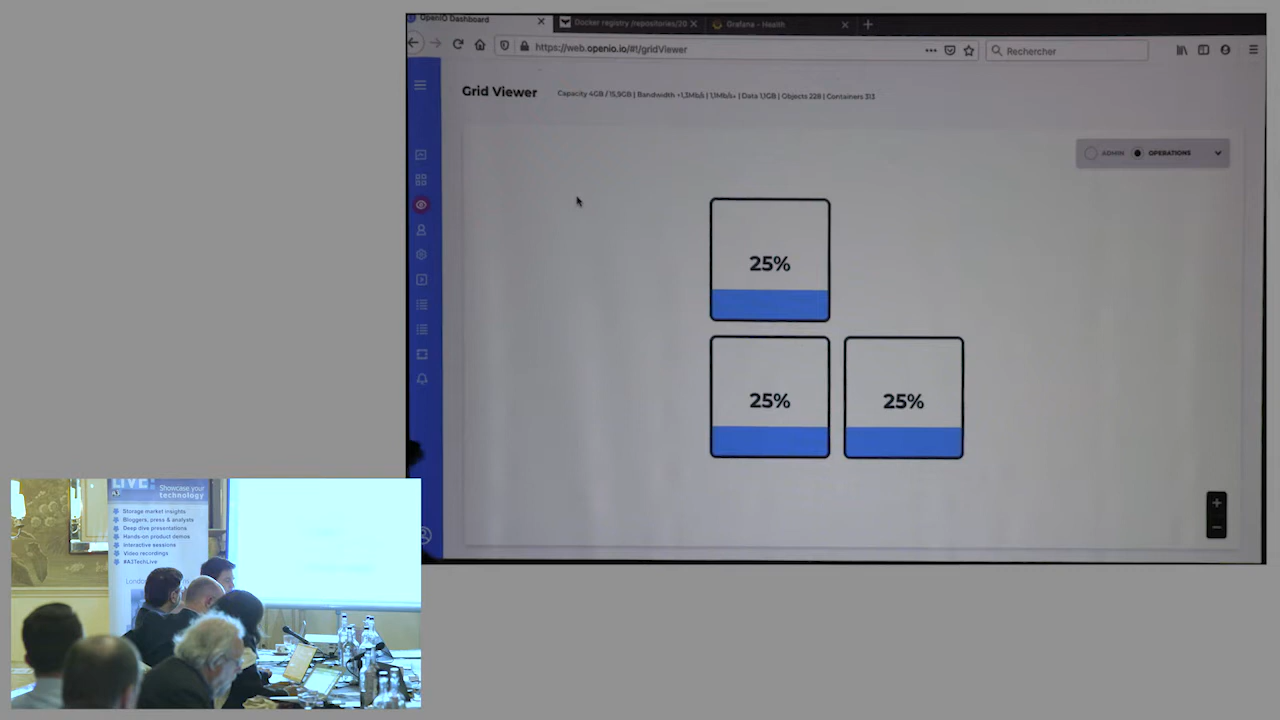 OpenIO Dashboard
Docker registry /repositories/20
Grafana - Health
https://web.openio.io/#!/gridViewer
Rechercher
Grid Viewer
Capacity 4GB / 15,9GB | Bandwidth <1,3Mb/s | 1,1Mb/s> | Data 1,1GB | Objects 228 | Containers 313
ADMIN
OPERATIONS
25%
25%
25%
LIVE!
A3
Showcase your
technology
Storage market insights
Bloggers, press & analysts
Deep dive presentations
Hands-on product demos
Interactive sessions
Video recordings
#A3TechLive
London